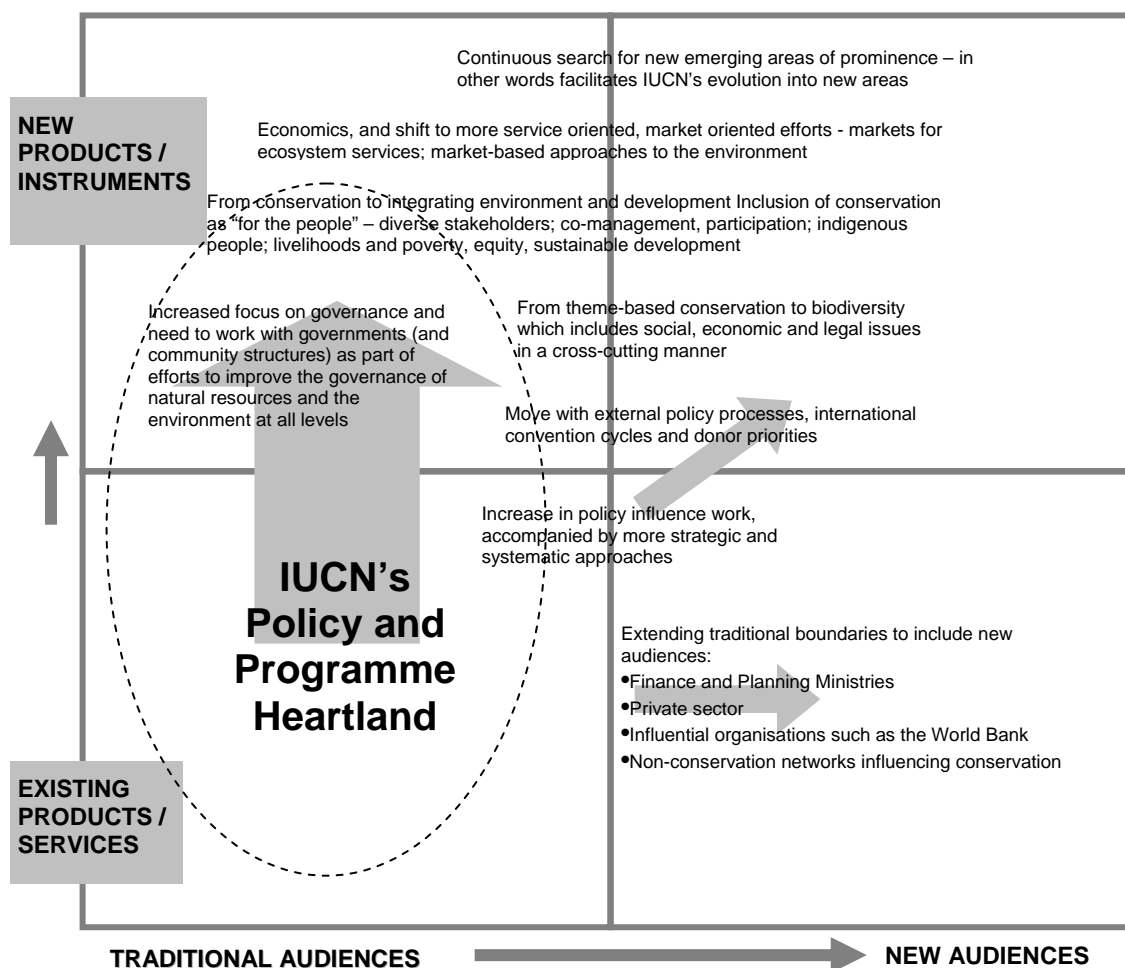 Continuous search for new emerging areas of prominence – in
other words facilitates IUCN's evolution into new areas
NEW
PRODUCTS /
INSTRUMENTS
Economics, and shift to more service oriented, market oriented efforts - markets for
ecosystem services; market-based approaches to the environment
From conservation to integrating environment and development Inclusion of conservation
as "for the people" – diverse stakeholders; co-management, participation; indigenous
people; livelihoods and poverty, equity, sustainable development
Increased focus on governance and
need to work with governments (and
community structures) as part of
efforts to improve the governance of
natural resources and the
environment at all levels
From theme-based conservation to biodiversity
which includes social, economic and legal issues
in a cross-cutting manner
Move with external policy processes, international
convention cycles and donor priorities
Increase in policy influence work,
accompanied by more strategic and
systematic approaches
IUCN's
Policy and
Programme
Heartland
Extending traditional boundaries to include new
audiences:
•Finance and Planning Ministries
•Private sector
•Influential organisations such as the World Bank
•Non-conservation networks influencing conservation
EXISTING
PRODUCTS /
SERVICES
TRADITIONAL AUDIENCES
NEW AUDIENCES